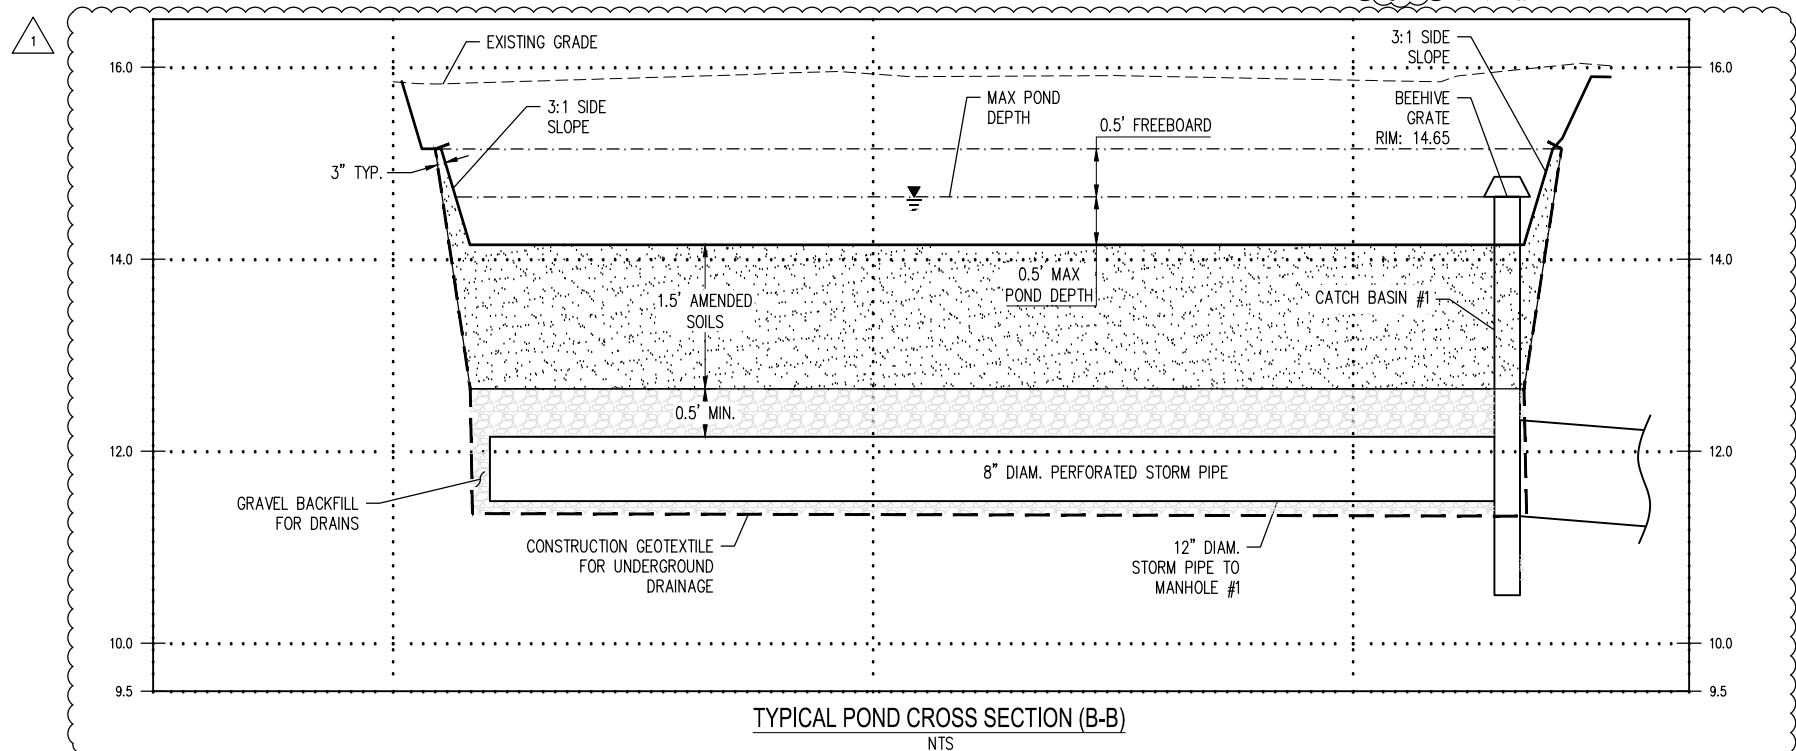 1
EXISTING GRADE
3:1 SIDE
SLOPE
16.0
16.0
3:1 SIDE
SLOPE
MAX POND
DEPTH
0.5' FREEBOARD
BEEHIVE
GRATE
RIM: 14.65
3" TYP.
14.0
14.0
1.5' AMENDED
SOILS
0.5' MAX
POND DEPTH
CATCH BASIN #1
0.5' MIN.
12.0
12.0
8" DIAM. PERFORATED STORM PIPE
GRAVEL BACKFILL
FOR DRAINS
CONSTRUCTION GEOTEXTILE
FOR UNDERGROUND
DRAINAGE
12" DIAM.
STORM PIPE TO
MANHOLE #1
10.0
10.0
9.5
9.5
TYPICAL POND CROSS SECTION (B-B)
NTS